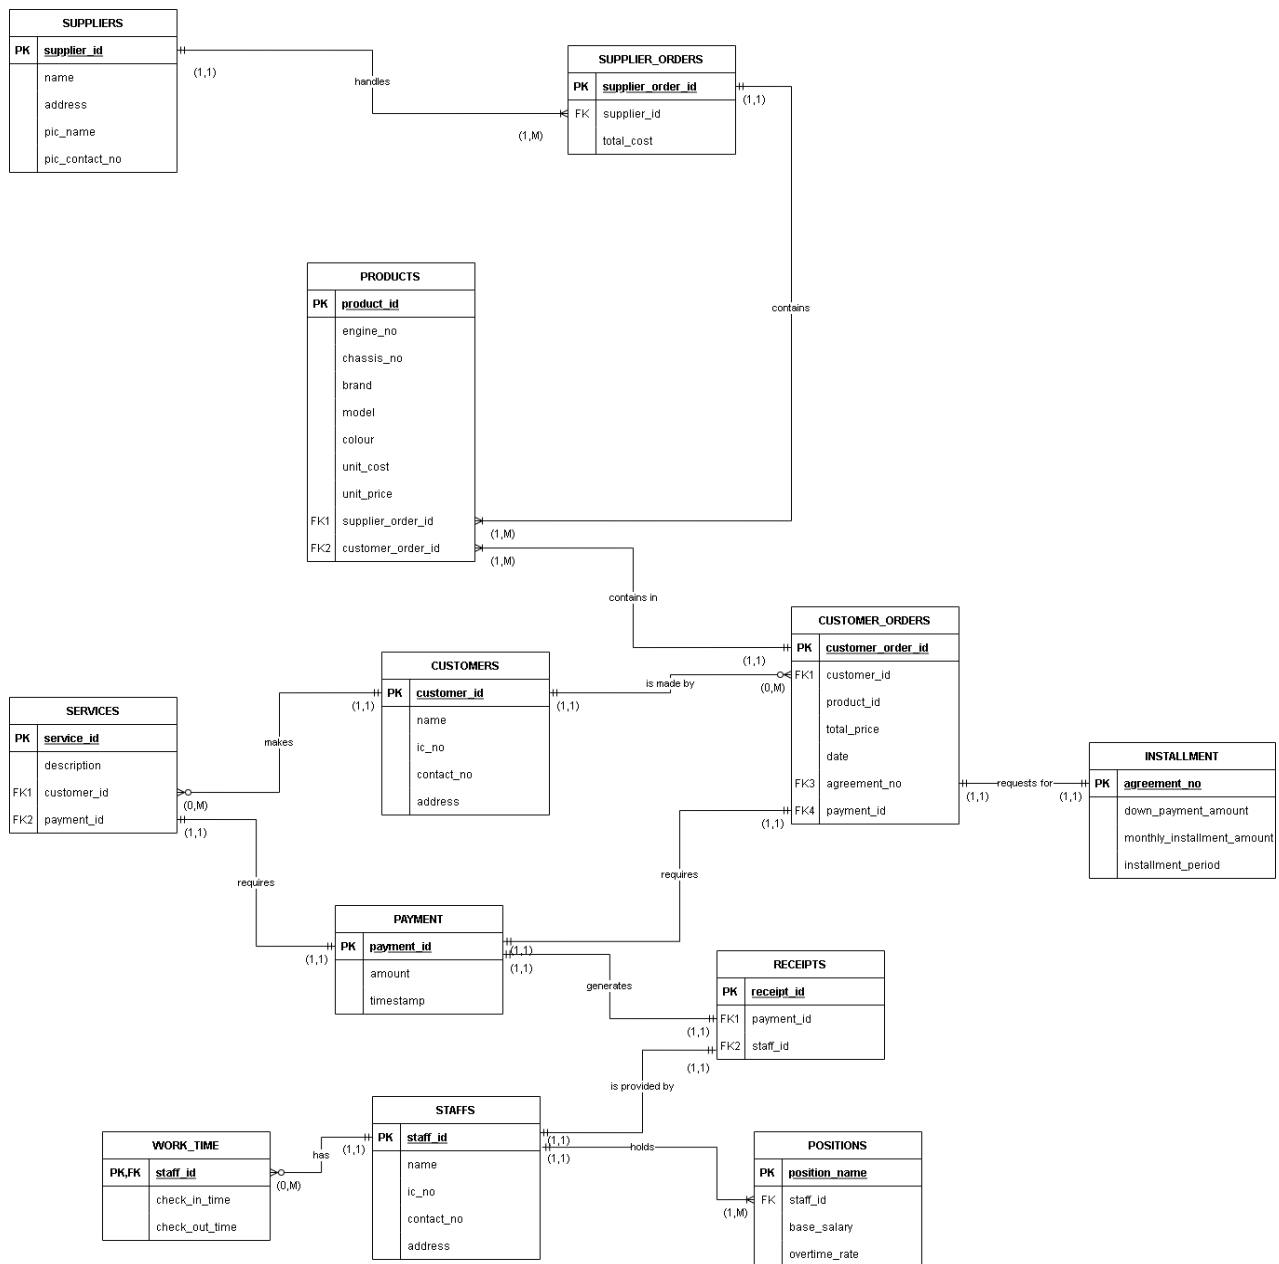 SUPPLIERS
PK supplier_id
name
address
pic_name
pic_contact_no
(1,1)
handles
(1,M)
SUPPLIER_ORDERS
PK supplier_order_id
FK supplier_id
total_cost
(1,1)
contains
PRODUCTS
PK product_id
engine_no
chassis_no
brand
model
colour
unit_cost
unit_price
FK1 supplier_order_id
FK2 customer_order_id
(1,M)
(1,M)
contains in
(1,1)
CUSTOMER_ORDERS
PK customer_order_id
FK1 customer_id
product_id
total_price
date
FK3 agreement_no
FK4 payment_id
(0,M)
is made by
(1,1)
CUSTOMERS
PK customer_id
name
ic_no
contact_no
address
(1,1)
makes
SERVICES
PK service_id
description
FK1 customer_id
FK2 payment_id
(0,M)
(1,1)
requires
(1,1)
requests for
(1,1)
INSTALLMENT
PK agreement_no
down_payment_amount
monthly_installment_amount
installment_period
(1,1)
requires
PAYMENT
PK payment_id
amount
timestamp
(1,1)
(1,1)
(1,1)
generates
(1,1)
RECEIPTS
PK receipt_id
FK1 payment_id
FK2 staff_id
(1,1)
is provided by
STAFFS
PK staff_id
name
ic_no
contact_no
address
(1,1)
(1,1)
holds
(1,M)
(1,1)
has
(0,M)
WORK_TIME
PK,FK staff_id
check_in_time
check_out_time
POSITIONS
PK position_name
FK staff_id
base_salary
overtime_rate